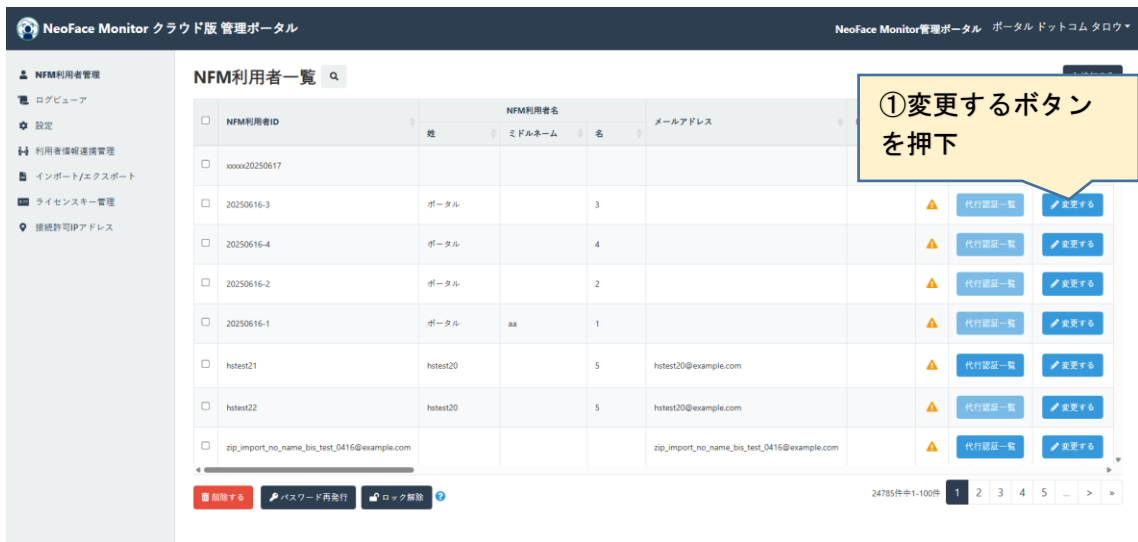 NeoFace Monitor クラウド版 管理ポータル
NeoFace Monitor管理ポータル ポータル ドットコム タロウ
NFM利用者管理
ログビューア
設定
利用者情報連携管理
インポート/エクスポート
ライセンスキー管理
接続許可IPアドレス
NFM利用者一覧
①変更するボタン
を押下
NFM利用者ID NFM利用者名 メールアドレス
姓 ミドルネーム 名
xxxxx20250617
20250616-3 ポータル 3 代行認証一覧 変更する
20250616-4 ポータル 4 代行認証一覧 変更する
20250616-2 ポータル 2 代行認証一覧 変更する
20250616-1 ポータル aa 1 代行認証一覧 変更する
hstest21 hstest20 5 hstest20@example.com 代行認証一覧 変更する
hstest22 hstest20 5 hstest20@example.com 代行認証一覧 変更する
zip_import_no_name_bis_test_0416@example.com zip_import_no_name_bis_test_0416@example.com 代行認証一覧 変更する
削除する パスワード再発行 ロック解除 ? 24785件中1-100件 1 2 3 4 5 ... > »